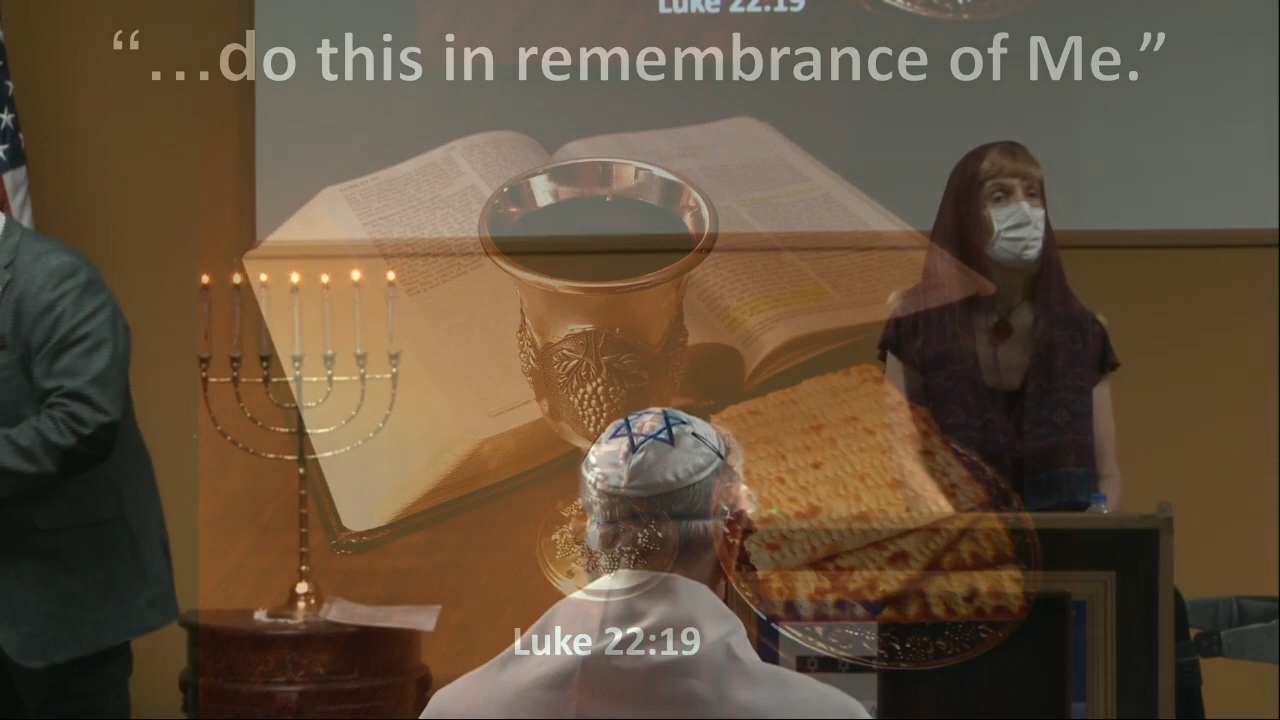 Luke 22:19
“...do this in remembrance of Me.”
Luke 22:19